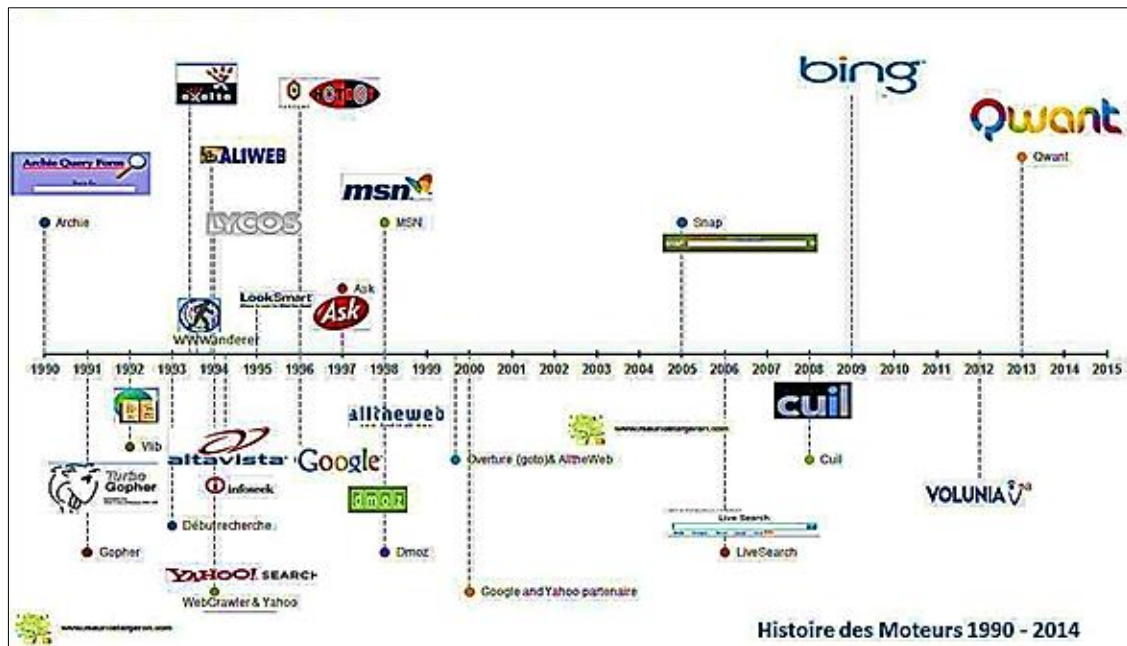 exalte
HOTBOT
bing
Qwant
Archie Query Form
ALIWEB
Qwant
msn
LYCOS
Archie
MSN
Snap
LookSmart
Ask
Ask
WWWanderer
1990 1991 1992 1993 1994 1995 1996 1997 1998 1999 2000 2001 2002 2003 2004 2005 2006 2007 2008 2009 2010 2011 2012 2013 2014 2015
cuil
alltheweb
Vlib
altavista
Google
Overture (goto)& AlltheWeb
Cuil
Turbo
Gopher
infoseek
dmoz
VOLUNIA
Début recherche
Live Search
Gopher
Dmoz
LiveSearch
YAHOO! SEARCH
WebCrawler & Yahoo
Google and Yahoo partenaire
Histoire des Moteurs 1990 - 2014